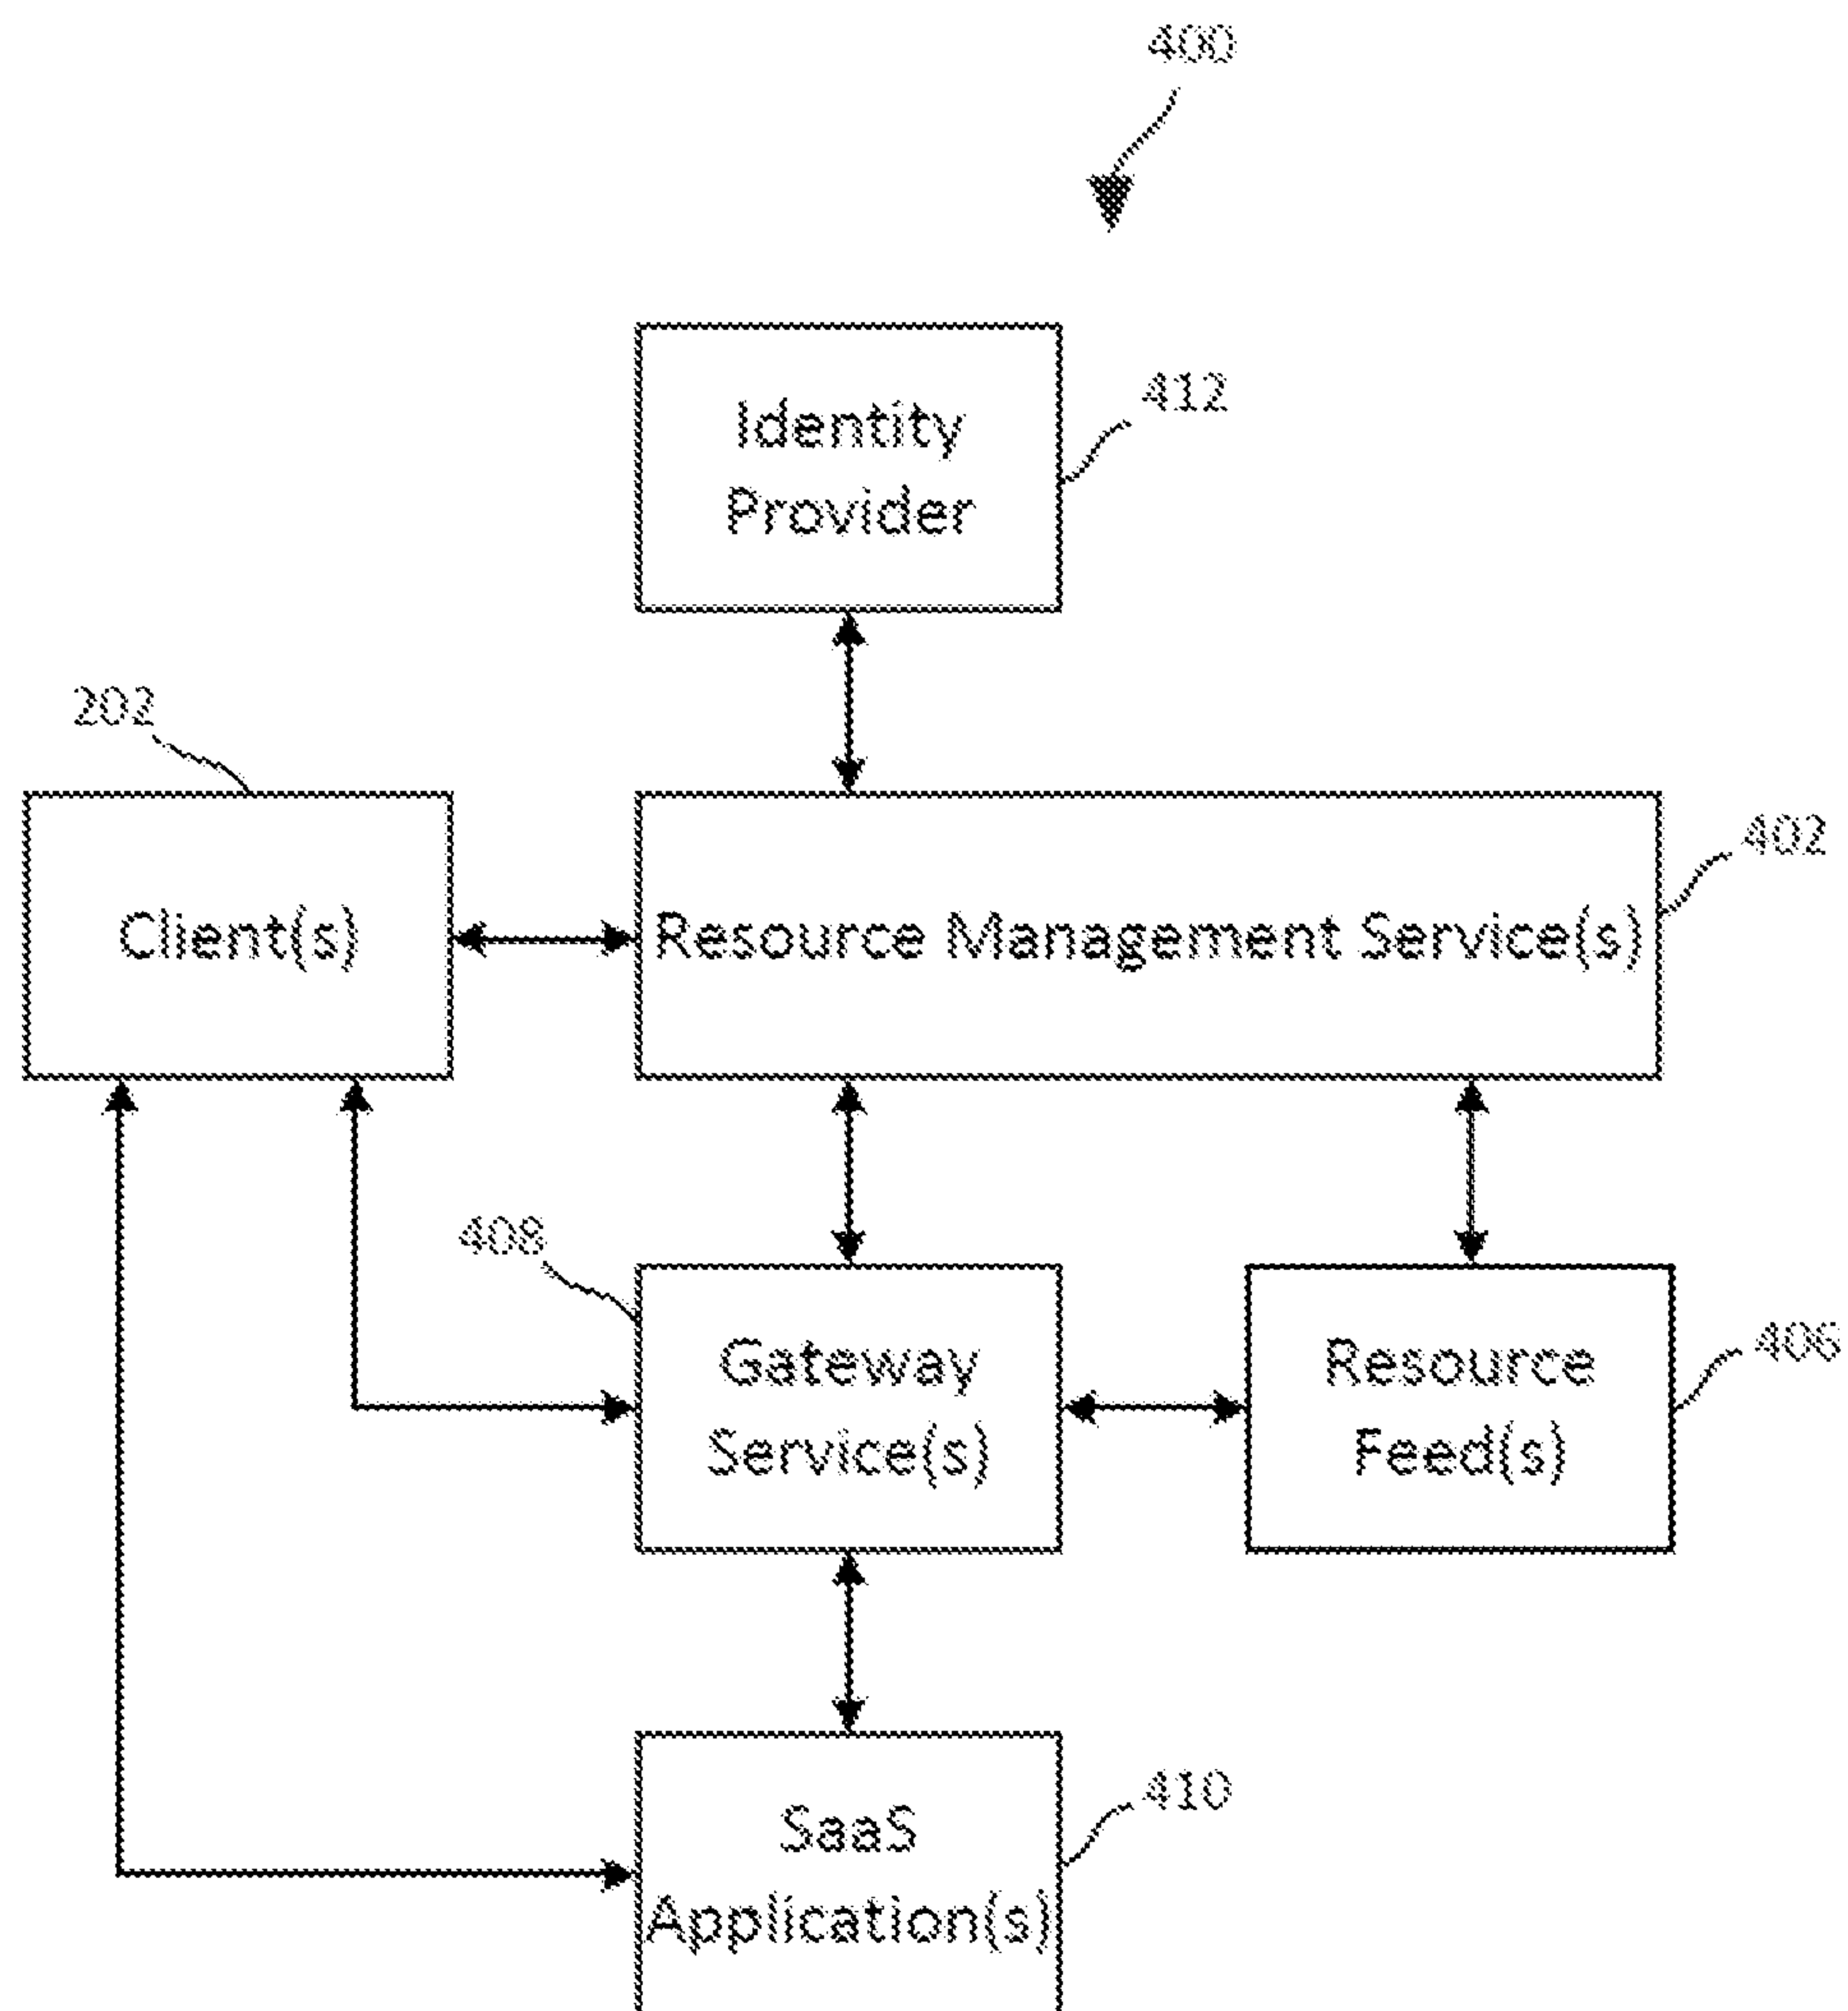 400
Identity
Provider
412
202
Client(s)
Resource Management Service(s)
402
408
Gateway
Service(s)
Resource
Feed(s)
406
SaaS
Application(s)
410